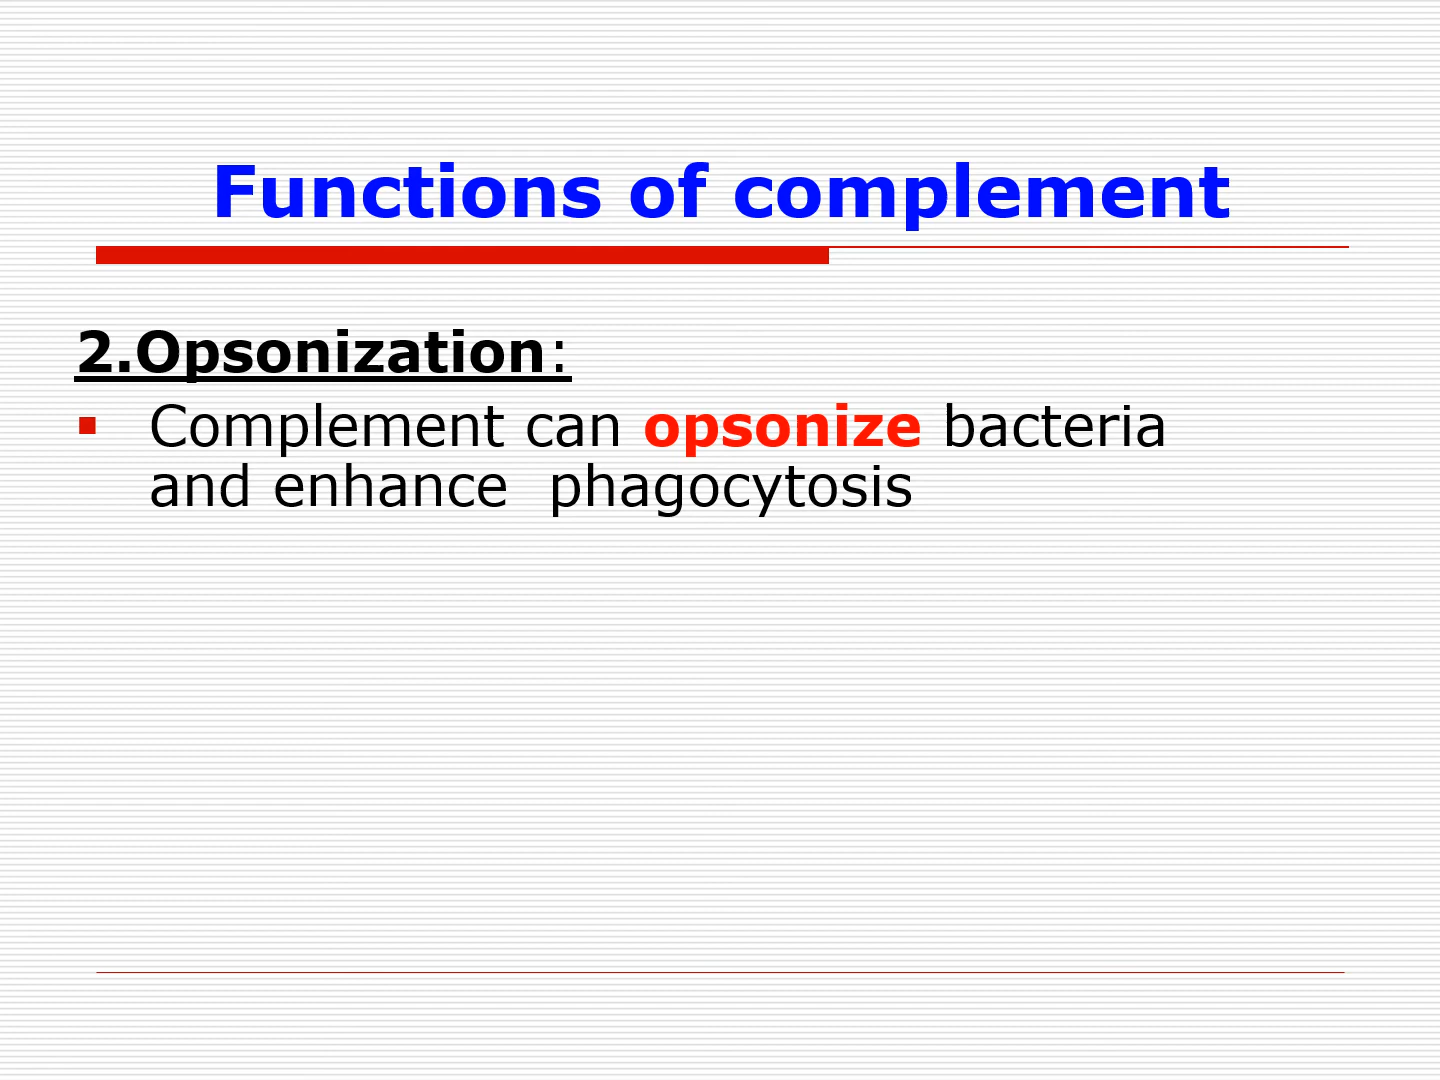 Functions of complement
2.Opsonization:
▪ Complement can opsonize bacteria
and enhance  phagocytosis